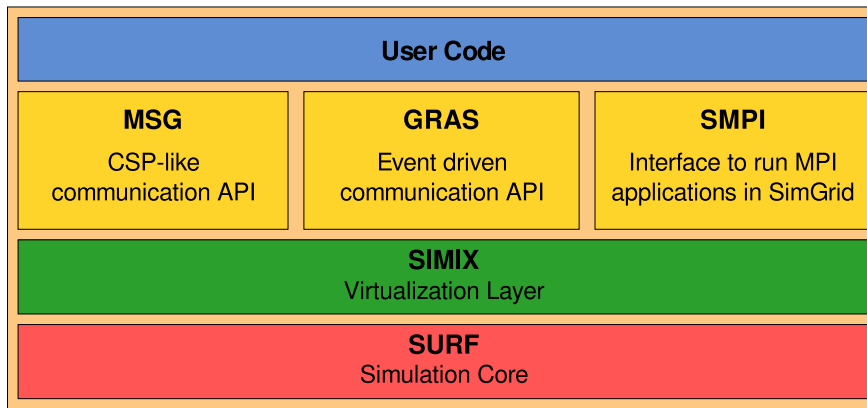 User Code
MSG
CSP-like
communication API
GRAS
Event driven
communication API
SMPI
Interface to run MPI
applications in SimGrid
SIMIX
Virtualization Layer
SURF
Simulation Core